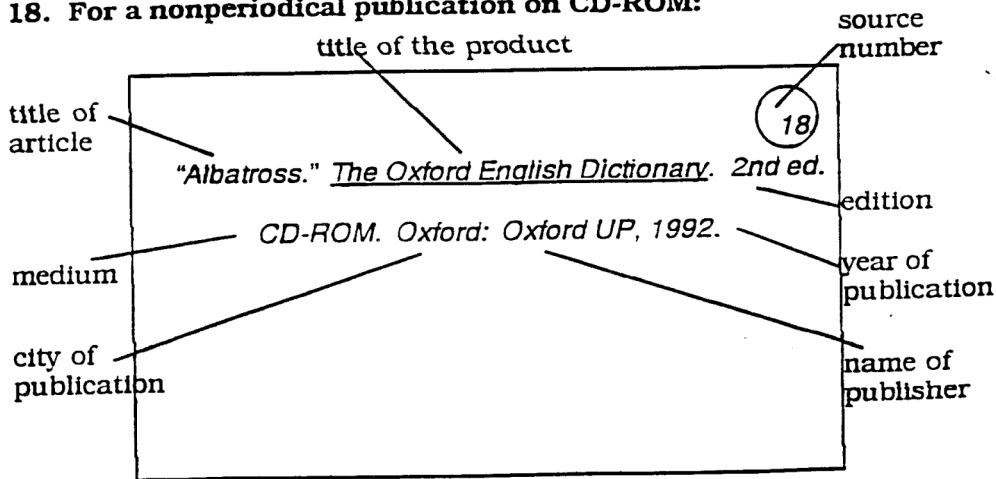 18. For a nonperiodical publication on CD-ROM:
source
number
title of the product
title of
article
18
"Albatross." The Oxford English Dictionary. 2nd ed.
edition
CD-ROM. Oxford: Oxford UP, 1992.
medium
year of
publication
city of
publication
name of
publisher